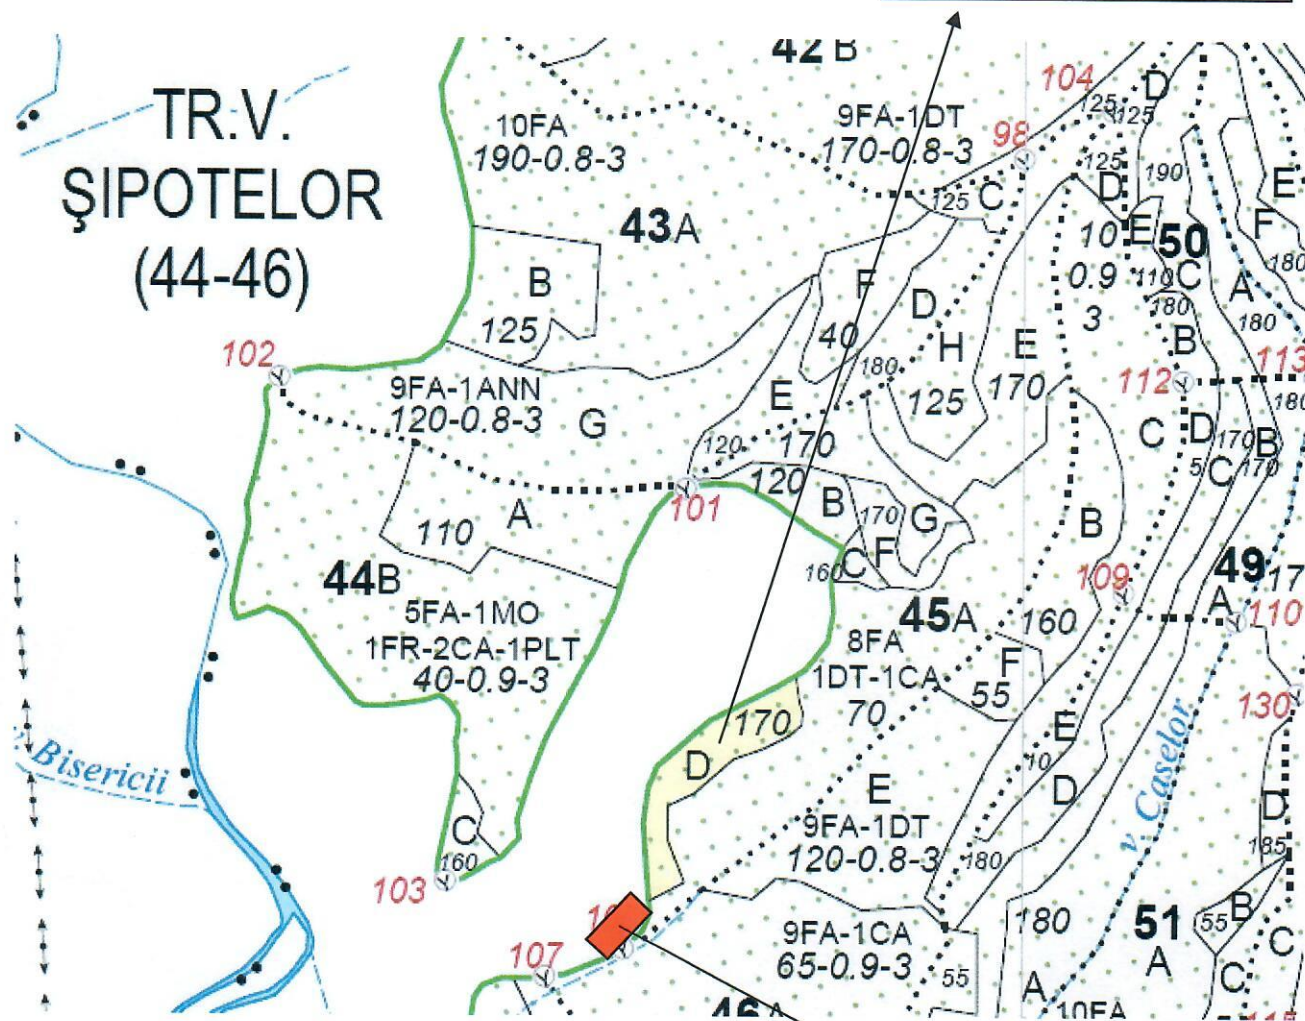 42 B
104
D
TR.V.
ŞIPOTELOR
(44-46)
10FA
190-0.8-3
9FA-1DT
170-0.8-3
98
125
125
125
D
190
E
F
C
125
43A
10
0.9
3
E
50
110
C
180
A
180
180
B
125
F
40
D
H
125
E
170
180
B
112
113
180
102
9FA-1ANN
120-0.8-3
G
E
120
170
120
C
D
170
B
5
C
170
101
A
110
B
170
G
F
C
160
B
109
49
17
A
110
44B
5FA-1MO
1FR-2CA-1PLT
40-0.9-3
45A
8FA
1DT-1CA
70
160
F
55
130
170
D
E
10
D
v. Caselor
Bisericii
E
9FA-1DT
120-0.8-3
180
D
185
C
160
103
9FA-1CA
65-0.9-3
55
180
51
A
55
B
C
C
107
46A
A
10FA
115